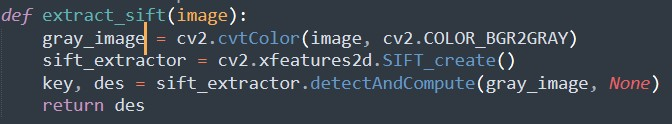 def extract_sift(image):
    gray_image = cv2.cvtColor(image, cv2.COLOR_BGR2GRAY)
    sift_extractor = cv2.xfeatures2d.SIFT_create()
    key, des = sift_extractor.detectAndCompute(gray_image, None)
    return des